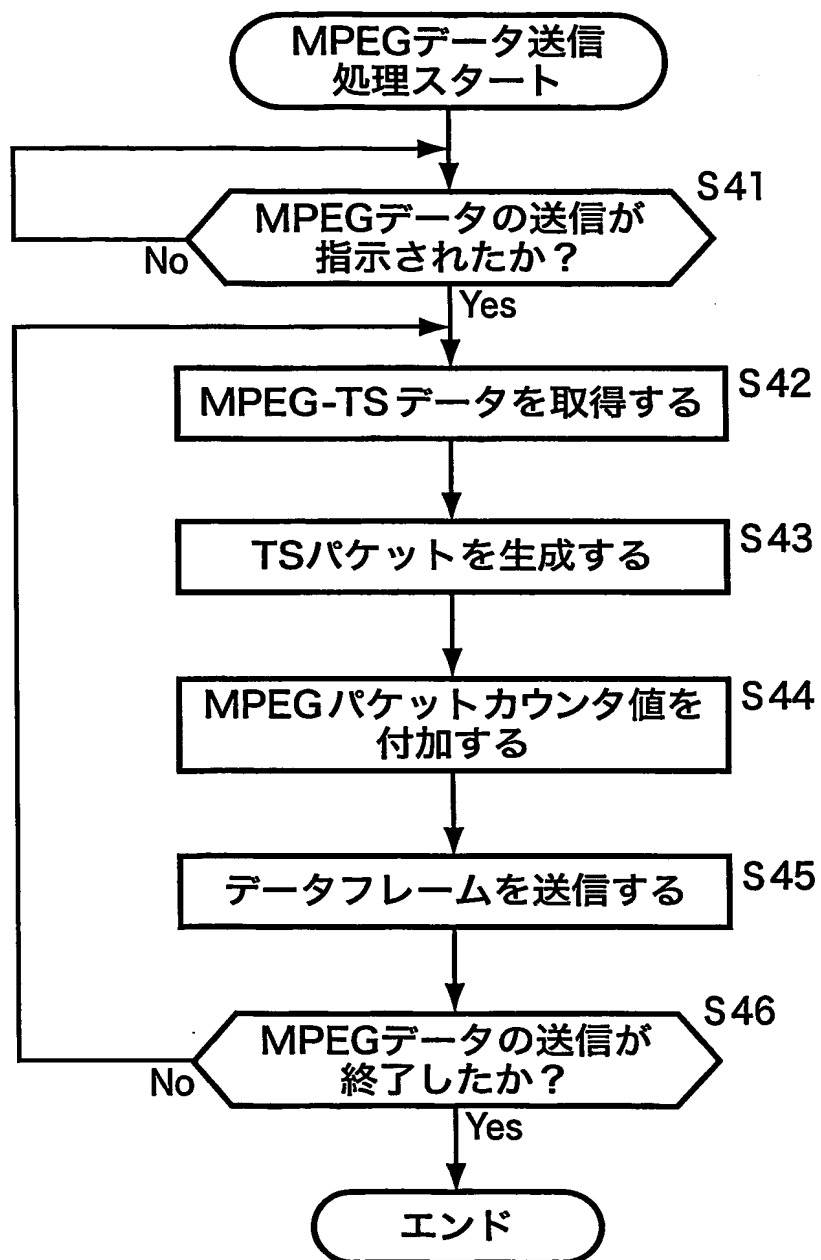 MPEGデータ送信
処理スタート
S41
MPEGデータの送信が
指示されたか？
No
Yes
S42
MPEG-TSデータを取得する
S43
TSパケットを生成する
S44
MPEGパケットカウンタ値を
付加する
S45
データフレームを送信する
S46
MPEGデータの送信が
終了したか？
No
Yes
エンド